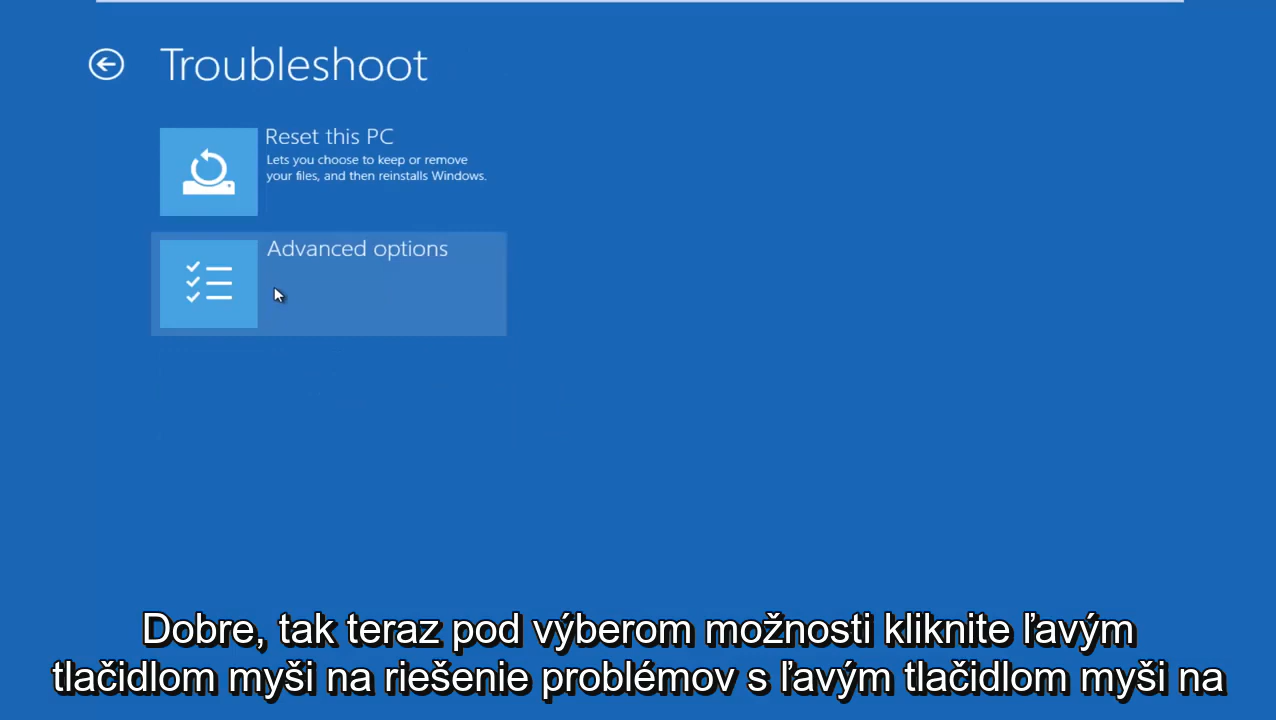 Troubleshoot
Reset this PC
Lets you choose to keep or remove
your files, and then reinstalls Windows.
Advanced options
Dobre, tak teraz pod výberom možnosti kliknite ľavým
tlačidlom myši na riešenie problémov s ľavým tlačidlom myši na